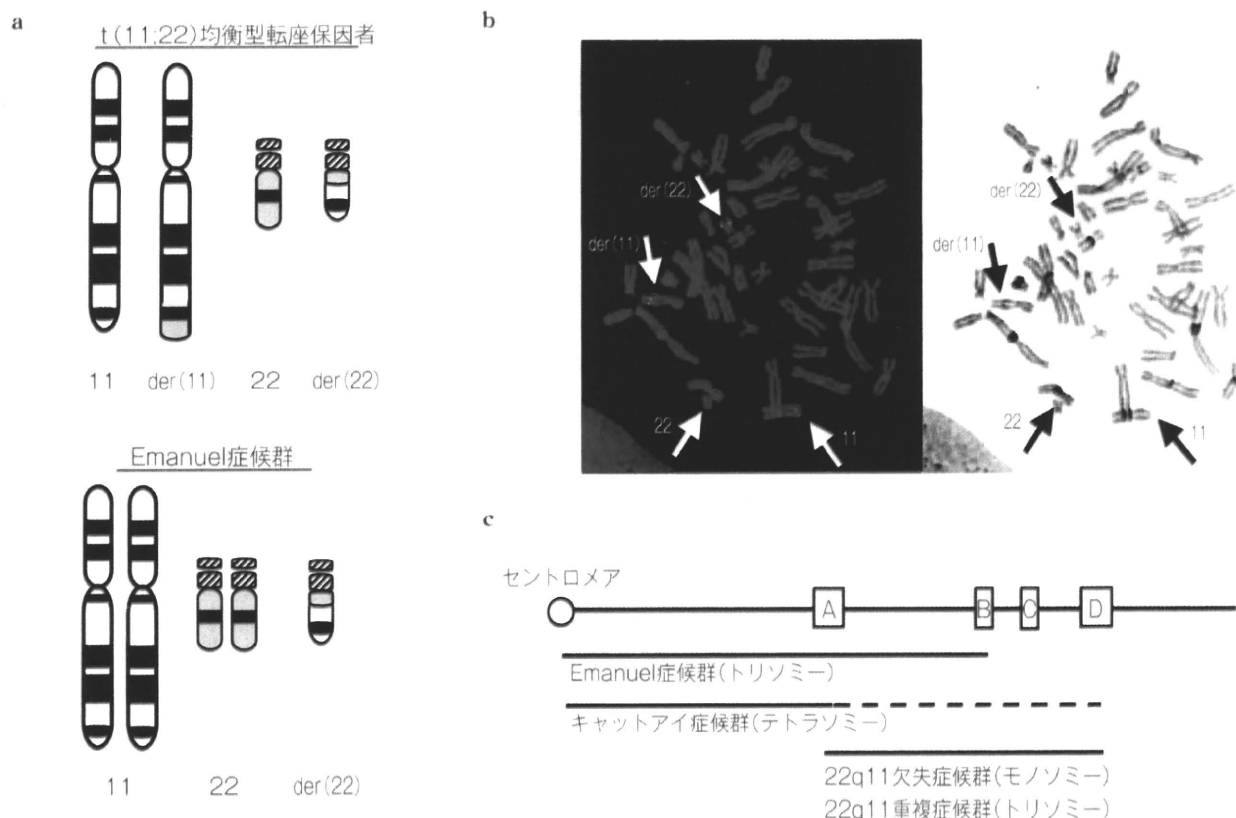 a
t(11;22)均衡型転座保因者
11 der(11) 22 der(22)
Emanuel症候群
11 22 der(22)
b
der(22)
der(11)
22
11
der(22)
der(11)
22
11
c
セントロメア
A B C D
Emanuel症候群(トリソミー)
キャットアイ症候群(テトラソミー)
22q11欠失症候群(モノソミー)
22q11重複症候群(トリソミー)